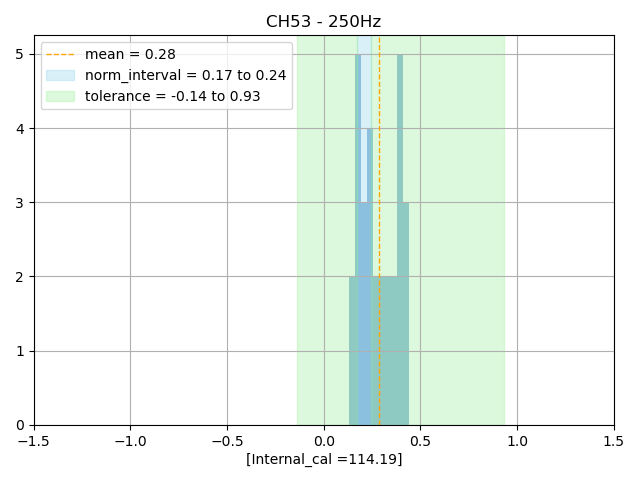 CH53 - 250Hz
mean = 0.28
norm_interval = 0.17 to 0.24
tolerance = -0.14 to 0.93
5
4
3
2
1
0
−1.5 −1.0 −0.5 0.0 0.5 1.0 1.5
[Internal_cal =114.19]